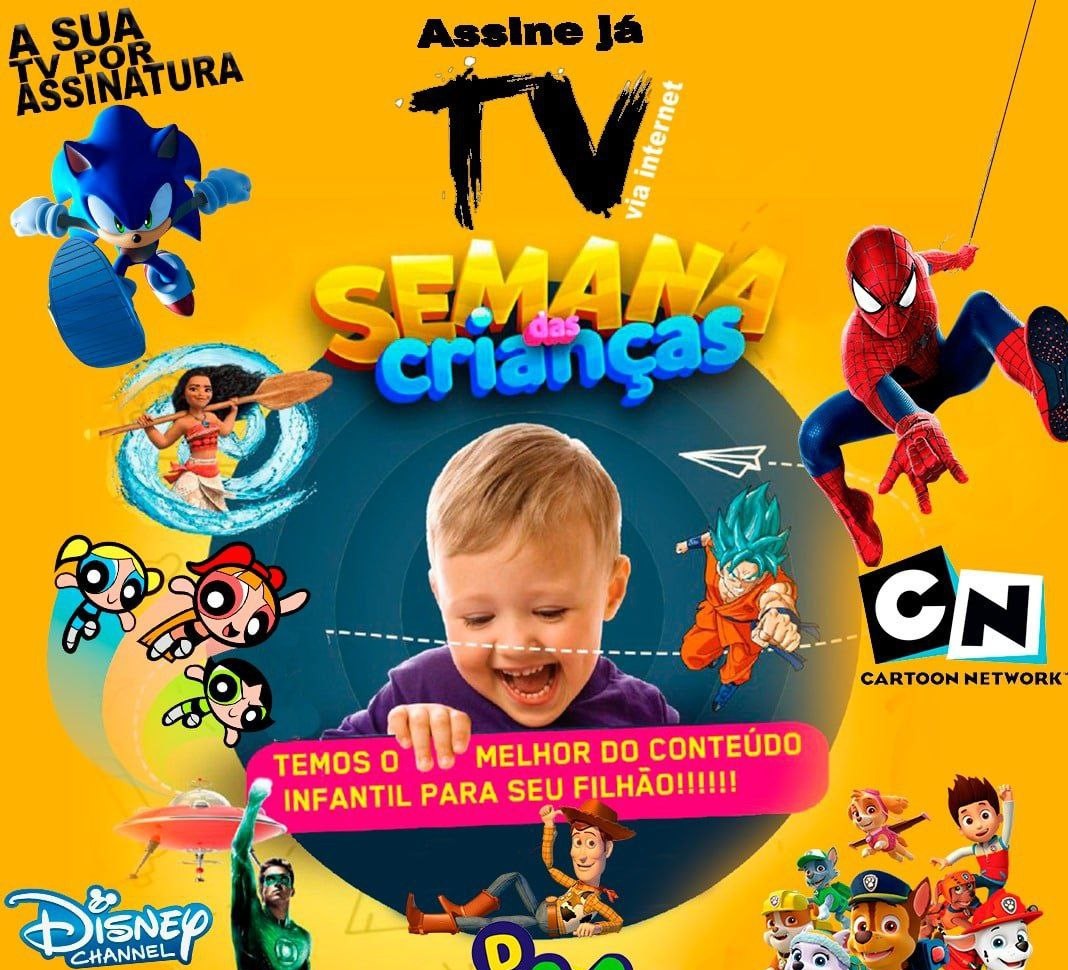 A SUA
TV POR
ASSINATURA
Assine já
TV
via internet
SEMANA
das
crianças
CN
CARTOON NETWORK
TEMOS O MELHOR DO CONTEÚDO
INFANTIL PARA SEU FILHÃO!!!!!!
DISNEY
CHANNEL